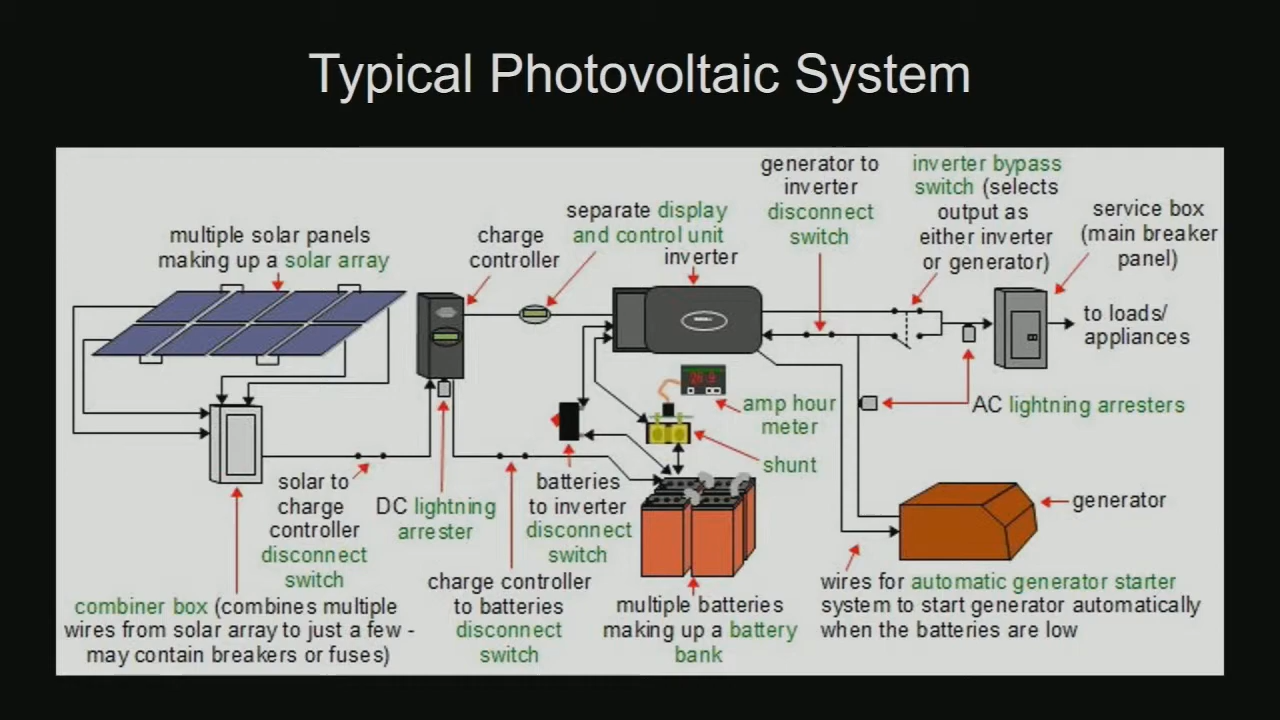 Typical Photovoltaic System
multiple solar panels
making up a solar array
charge
controller
separate display
and control unit
inverter
generator to
inverter
disconnect
switch
inverter bypass
switch (selects
output as
either inverter
or generator)
service box
(main breaker
panel)
to loads/
appliances
AC lightning arresters
amp hour
meter
shunt
solar to
charge
controller
disconnect
switch
DC lightning
arrester
batteries
to inverter
disconnect
switch
generator
combiner box (combines multiple
wires from solar array to just a few -
may contain breakers or fuses)
charge controller
to batteries
disconnect
switch
multiple batteries
making up a battery
bank
wires for automatic generator starter
system to start generator automatically
when the batteries are low